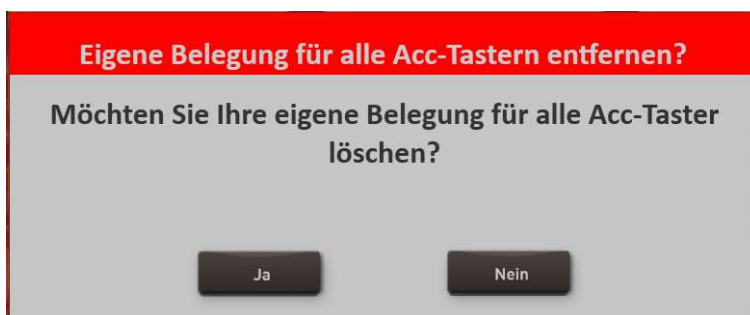 Eigene Belegung für alle Acc-Tastern entfernen?
Möchten Sie Ihre eigene Belegung für alle Acc-Taster
löschen?
Ja
Nein